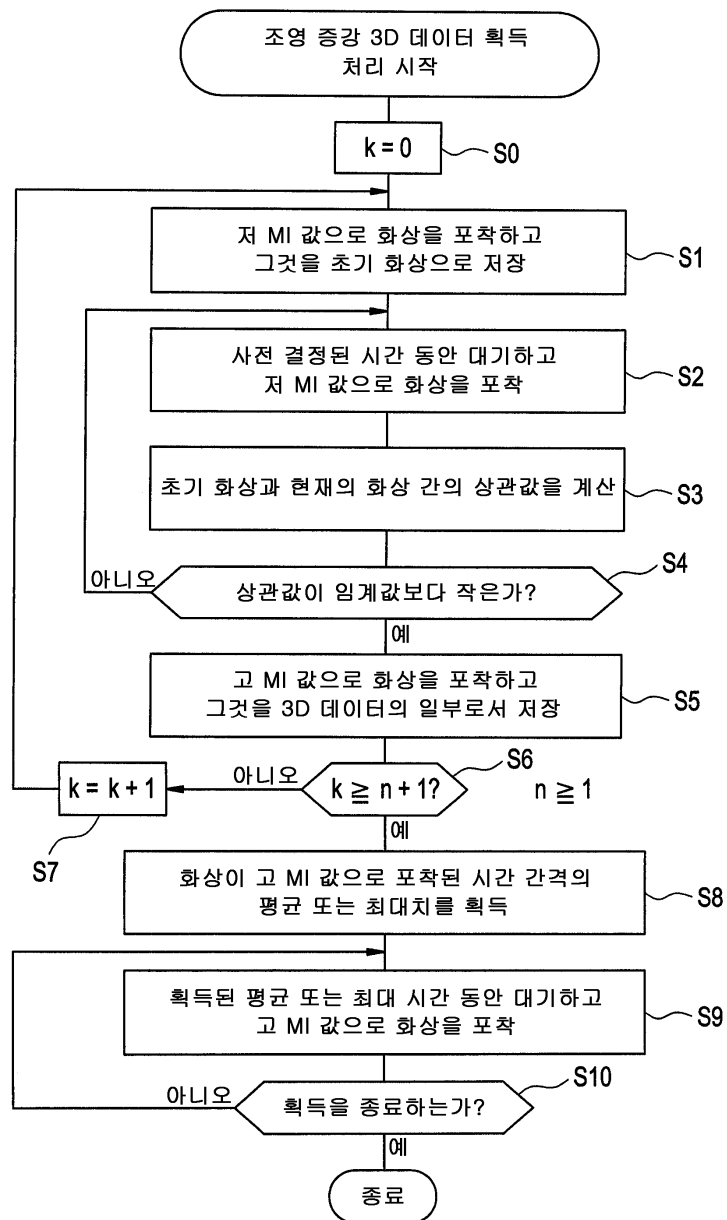 조영 증강 3D 데이터 획득
처리 시작
k = 0
S0
저 MI 값으로 화상을 포착하고
그것을 초기 화상으로 저장
S1
사전 결정된 시간 동안 대기하고
저 MI 값으로 화상을 포착
S2
초기 화상과 현재의 화상 간의 상관값을 계산
S3
상관값이 임계값보다 작은가?
S4
아니오
예
고 MI 값으로 화상을 포착하고
그것을 3D 데이터의 일부로서 저장
S5
k ≧ n + 1?
S6
n ≧ 1
아니오
k = k + 1
S7
예
화상이 고 MI 값으로 포착된 시간 간격의
평균 또는 최대치를 획득
S8
획득된 평균 또는 최대 시간 동안 대기하고
고 MI 값으로 화상을 포착
S9
획득을 종료하는가?
S10
아니오
예
종료